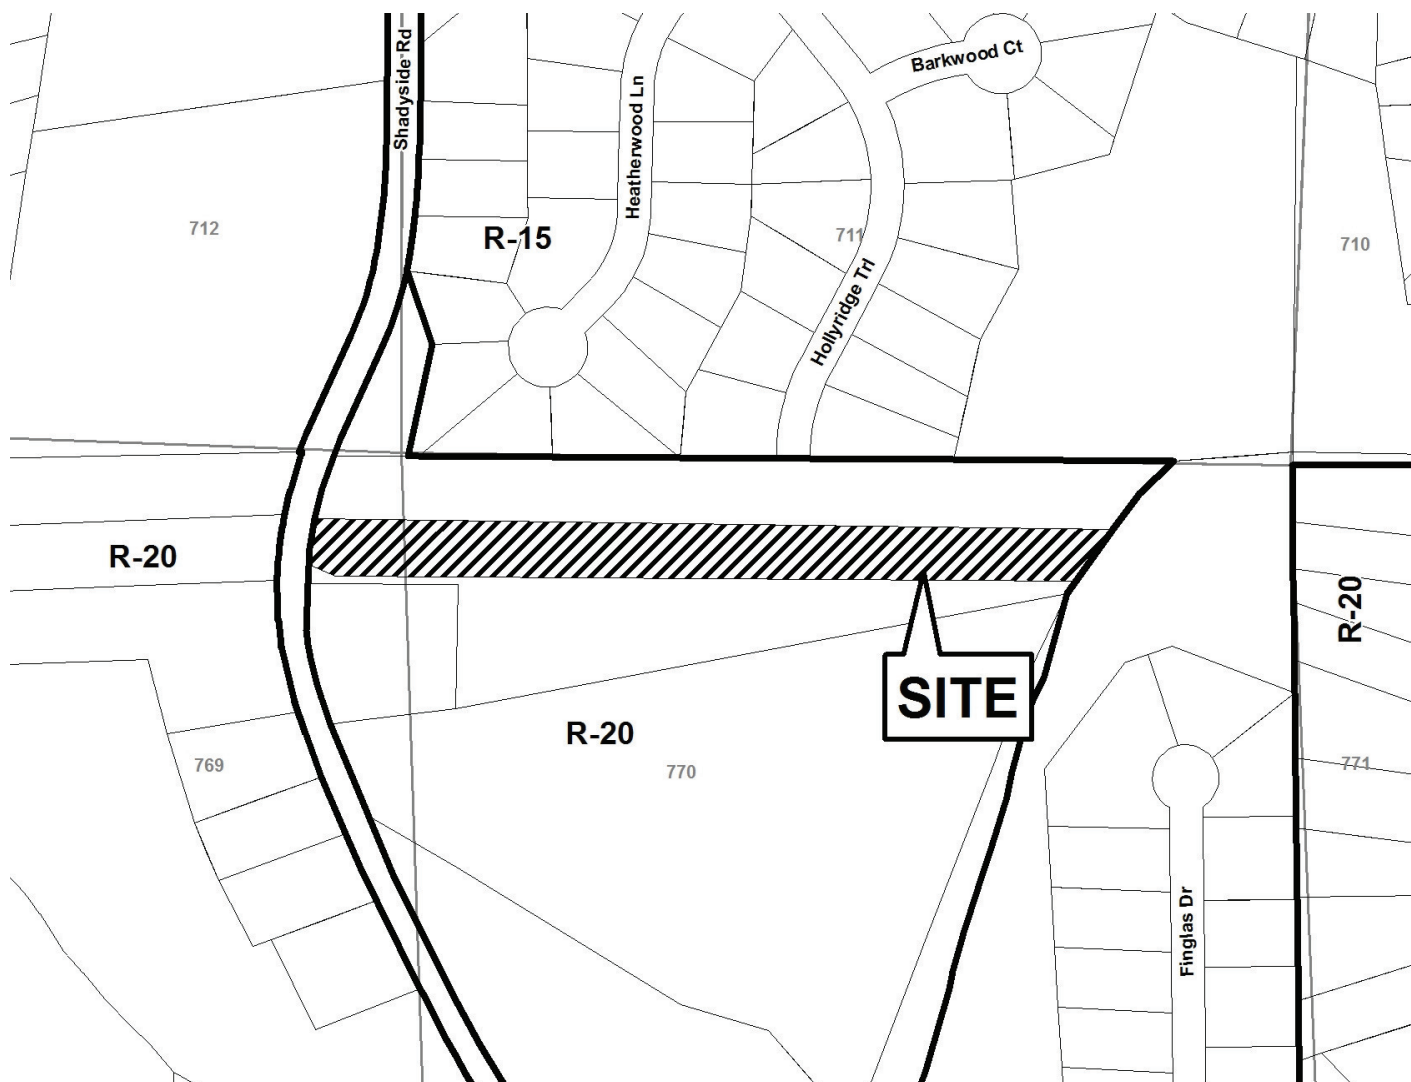 Shadyside Rd
Heatherwood Ln
Barkwood Ct
712
R-15
711
710
Hollyridge Trl
R-20
R-20
SITE
R-20
769
770
771
Finglas Dr